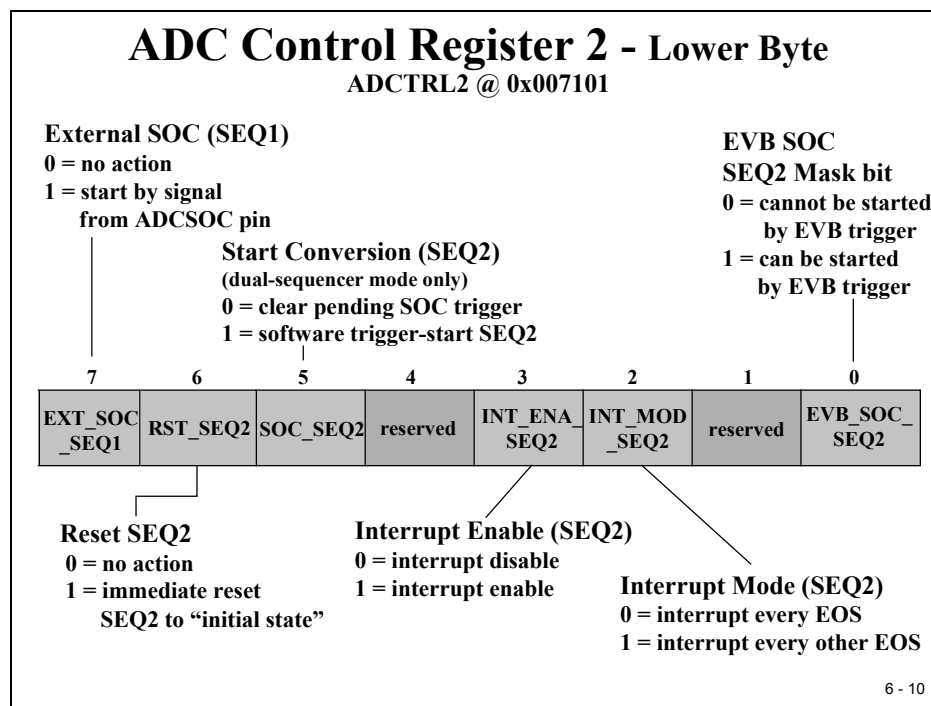 ADC Control Register 2 - Lower Byte
ADCTRL2 @ 0x007101
External SOC (SEQ1)
0 = no action
1 = start by signal
from ADCSOC pin
EVB SOC
SEQ2 Mask bit
0 = cannot be started
by EVB trigger
1 = can be started
by EVB trigger
Start Conversion (SEQ2)
(dual-sequencer mode only)
0 = clear pending SOC trigger
1 = software trigger-start SEQ2
7 6 5 4 3 2 1 0
EXT_SOC
_SEQ1
RST_SEQ2
SOC_SEQ2
reserved
INT_ENA_
SEQ2
INT_MOD
_SEQ2
reserved
EVB_SOC_
SEQ2
Reset SEQ2
0 = no action
1 = immediate reset
SEQ2 to “initial state”
Interrupt Enable (SEQ2)
0 = interrupt disable
1 = interrupt enable
Interrupt Mode (SEQ2)
0 = interrupt every EOS
1 = interrupt every other EOS
6 - 10